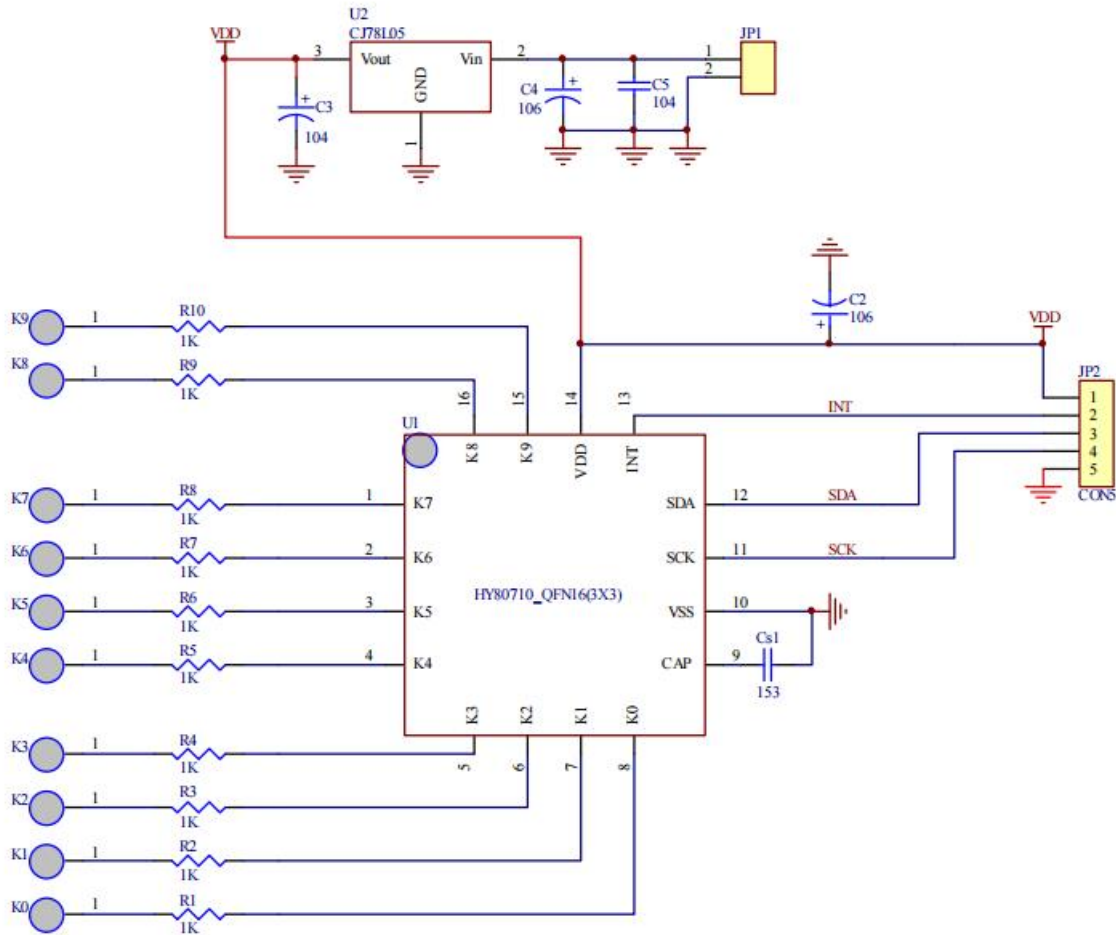 U2
VDD
CJ78L05
JP1
3
Vout
Vin
2
1
2
GND
C3
104
C4
106
C5
104
1
C2
106
VDD
K9
1
R10
1K
K8
1
R9
1K
16
15
14
13
INT
JP2
1
2
3
4
5
CON5
U1
K8
K9
VDD
INT
K7
1
R8
1K
1
K7
SDA
12
SDA
K6
1
R7
1K
2
K6
SCK
11
SCK
HY80710_QFN16(3X3)
K5
1
R6
1K
3
K5
VSS
10
K4
1
R5
1K
4
K4
CAP
9
Cs1
153
K3
K2
K1
K0
K3
1
R4
1K
5
6
7
8
K2
1
R3
1K
K1
1
R2
1K
K0
1
R1
1K